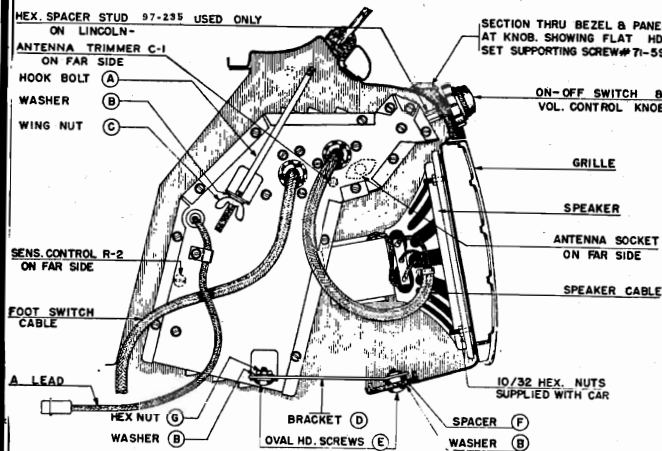 HEX. SPACER STUD 97-235 USED ONLY
ON LINCOLN-
ANTENNA TRIMMER C-1
ON FAR SIDE
HOOK BOLT A
WASHER B
WING NUT C
SENS. CONTROL R-2
ON FAR SIDE
FOOT SWITCH
CABLE
A LEAD
HEX NUT G
WASHER B
BRACKET D
OVAL HD. SCREWS E
SECTION THRU BEZEL & PANE
AT KNOB. SHOWING FLAT HD
SET SUPPORTING SCREW # 71-59
ON-OFF SWITCH &
VOL. CONTROL KNOB
GRILLE
SPEAKER
ANTENNA SOCKET
ON FAR SIDE
SPEAKER CABLE
10/32 HEX. NUTS
SUPPLIED WITH CAR
SPACER F
WASHER B